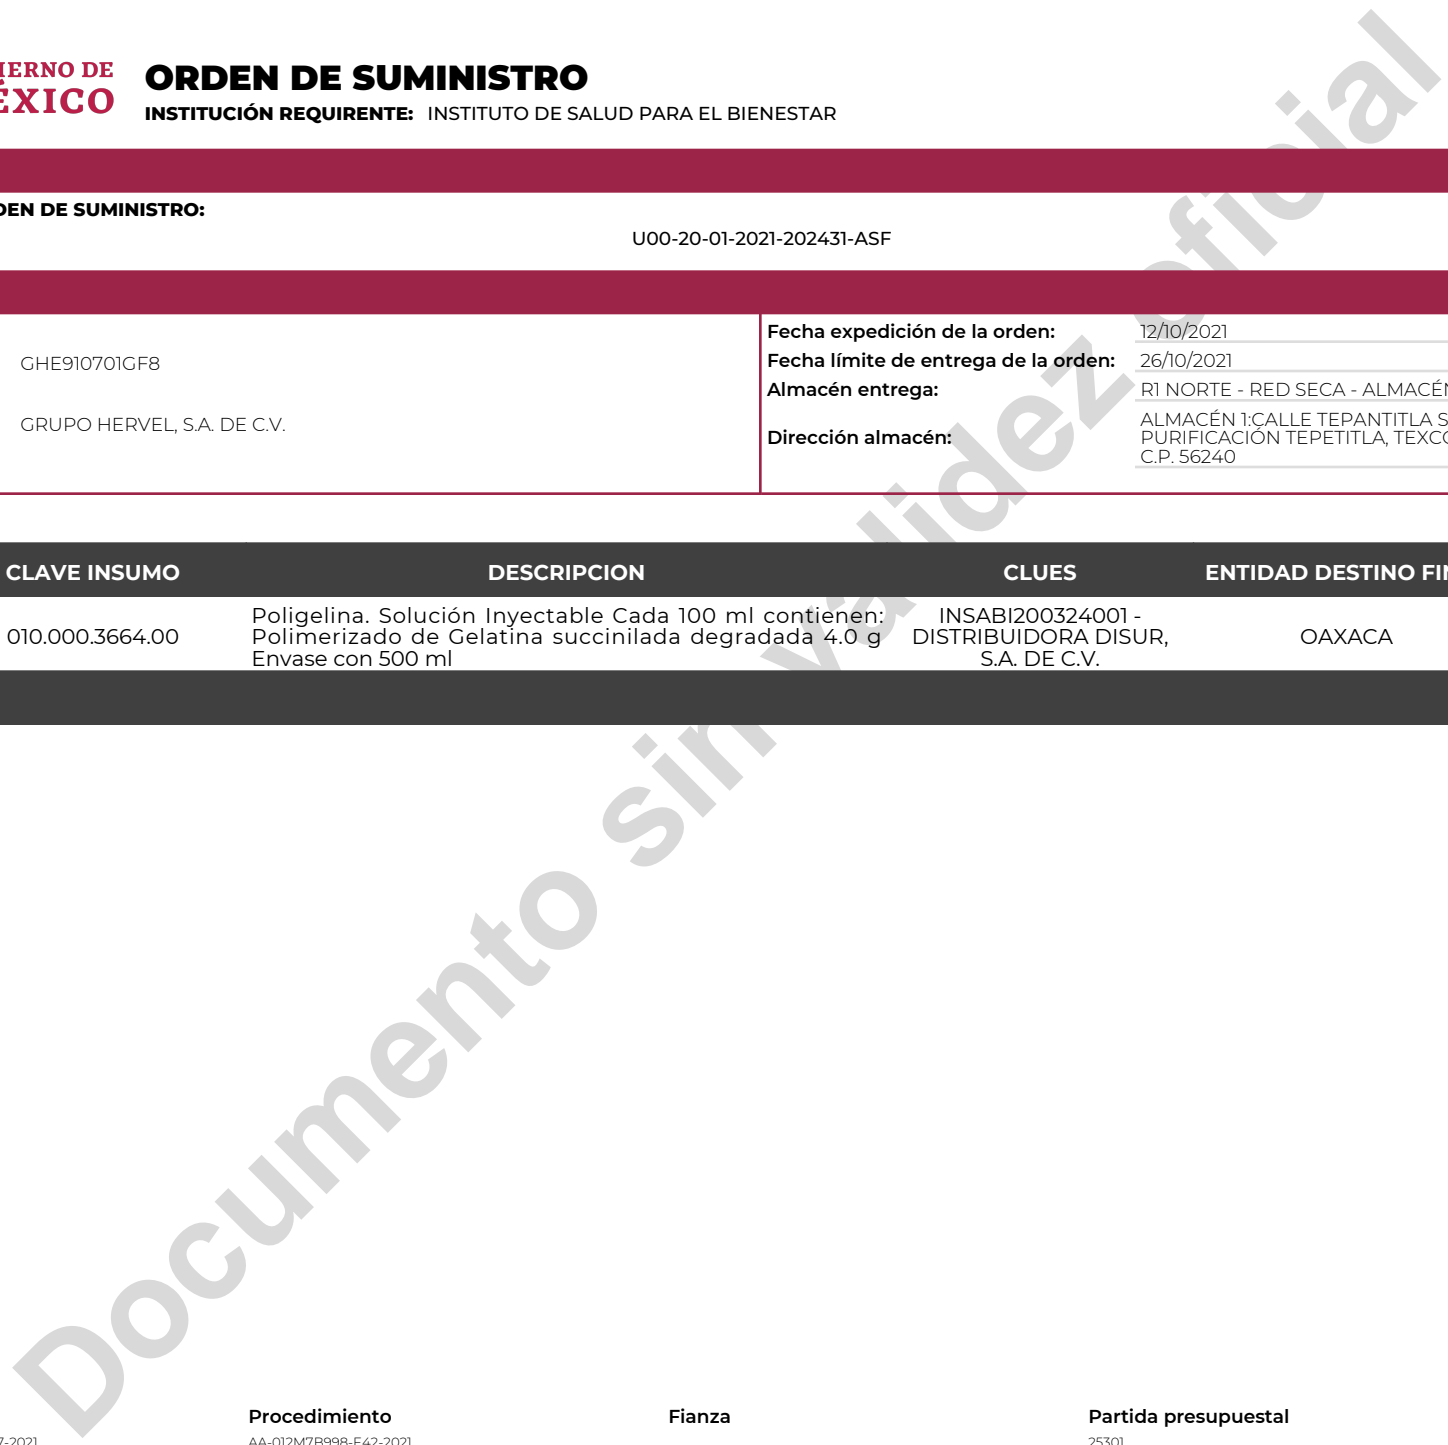 ORDEN DE SUMINISTRO
INSTITUCIÓN REQUIRENTE: INSTITUTO DE SALUD PARA EL BIENESTAR
DE
XICO
DE SUMINISTRO:
U00-20-01-2021-202431-ASF
GHE910701GF8
GRUPO HERVEL, S.A. DE C.V.
Fecha expedición de la orden: 12/10/2021
Fecha límite de entrega de la orden: 26/10/2021
Almacén entrega: R1 NORTE - RED SECA - ALMACÉN
Dirección almacén: ALMACÉN 1:CALLE TEPANTITLA S
PURIFICACIÓN TEPETITLA, TEXCO
C.P. 56240
CLAVE INSUMO DESCRIPCION CLUES ENTIDAD DESTINO FIN
010.000.3664.00
Poligelina. Solución Inyectable Cada 100 ml contienen:
Polimerizado de Gelatina succinilada degradada 4.0 g
Envase con 500 ml
INSABI200324001 -
DISTRIBUIDORA DISUR,
S.A. DE C.V.
OAXACA
Documento sin validez oficial
Procedimiento Fianza Partida presupuestal
7-2021 AA-012M7B998-E42-2021 25301